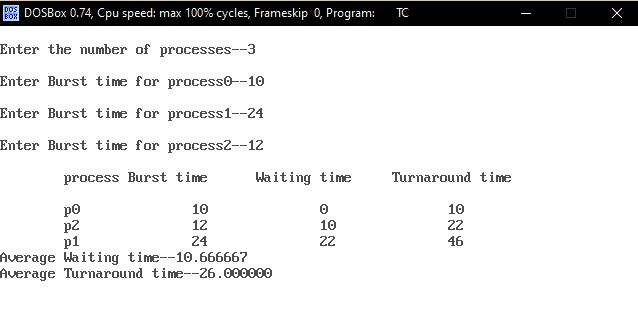 DOS BOX DOSBox 0.74, Cpu speed: max 100% cycles, Frameskip 0, Program: TC
Enter the number of processes--3
Enter Burst time for process0--10
Enter Burst time for process1--24
Enter Burst time for process2--12
process Burst time Waiting time Turnaround time
p0 10 0 10
p2 12 10 22
p1 24 22 46
Average Waiting time--10.666667
Average Turnaround time--26.000000